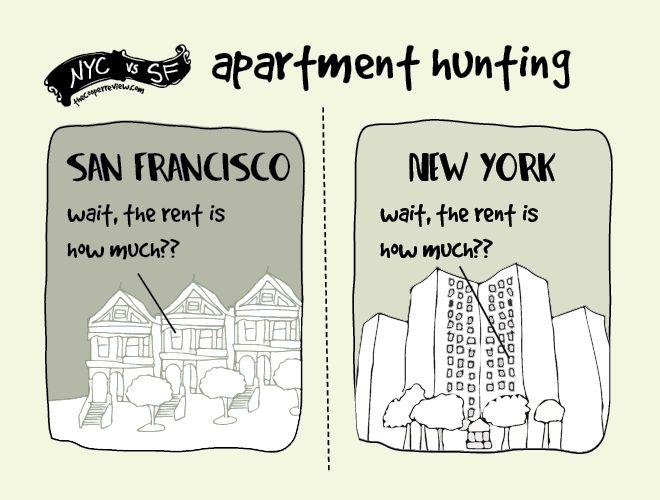 NYC vs SF
thecooperreview.com
apartment hunting
SAN FRANCISCO
wait, the rent is
how much??
NEW YORK
wait, the rent is
how much??